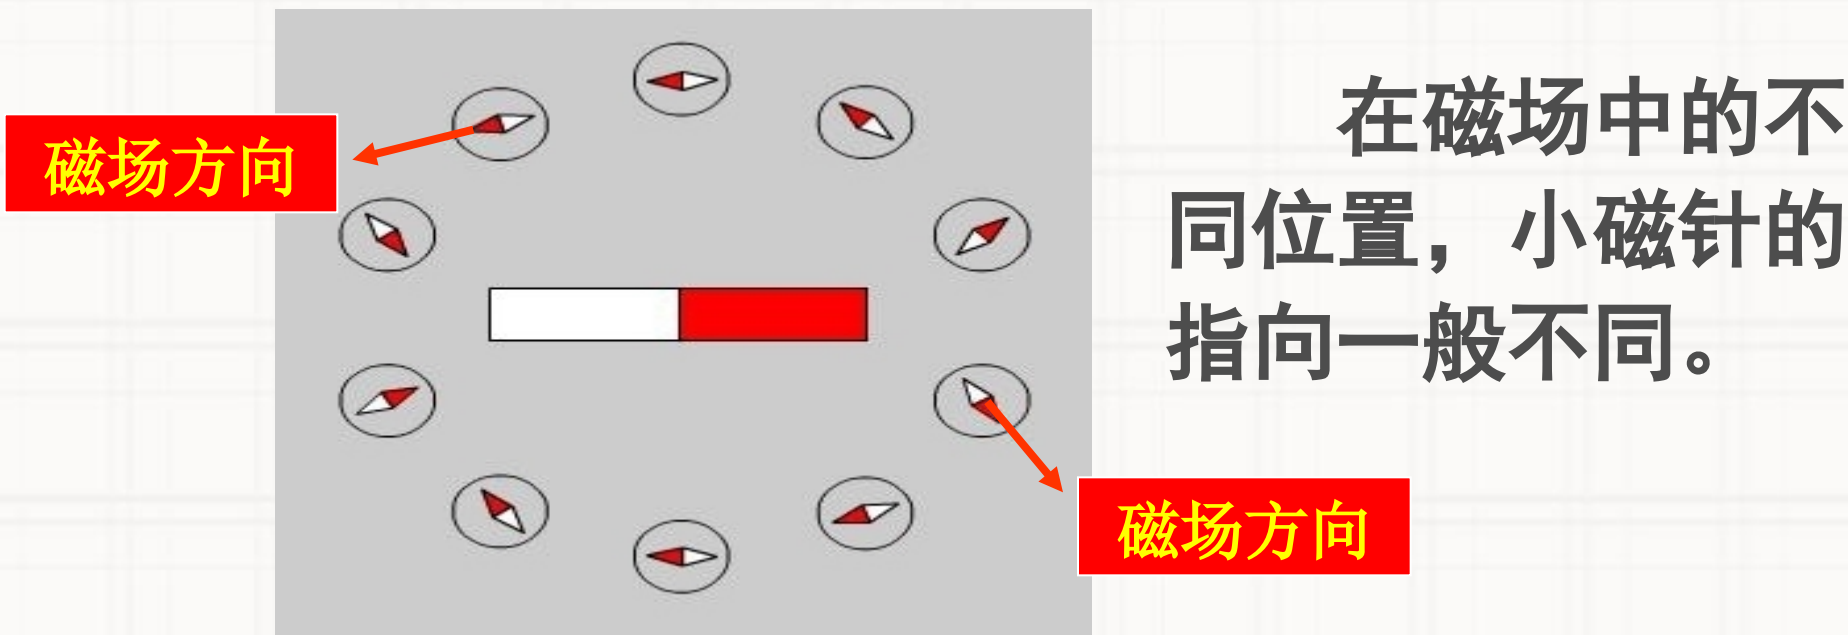 磁场方向
在磁场中的不
同位置，小磁针的
指向一般不同。
磁场方向